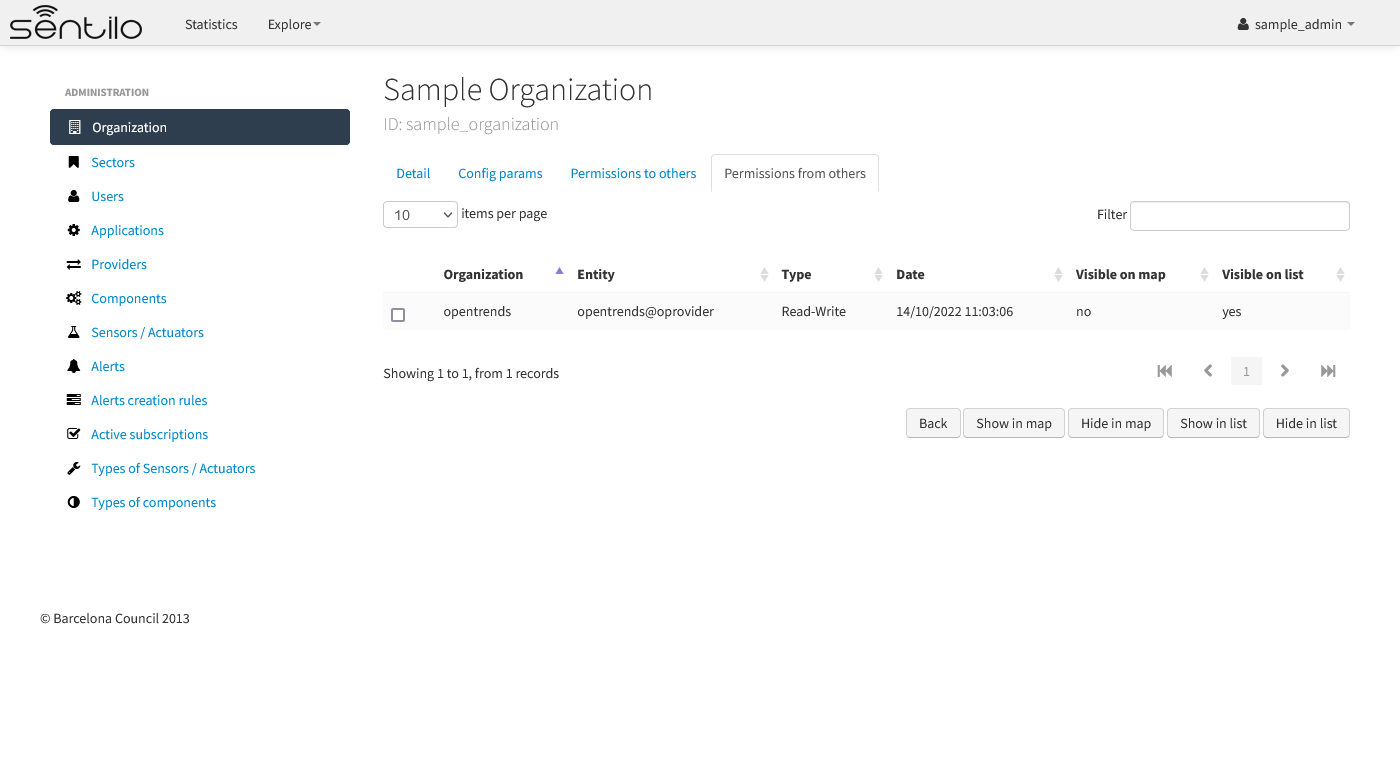 sentilo
Statistics
Explore
sample_admin
ADMINISTRATION
Organization
Sectors
Users
Applications
Providers
Components
Sensors / Actuators
Alerts
Alerts creation rules
Active subscriptions
Types of Sensors / Actuators
Types of components
Sample Organization
ID: sample_organization
Detail Config params Permissions to others Permissions from others
10 items per page
Filter
Organization Entity Type Date Visible on map Visible on list
opentrends opentrends@oprovider Read-Write 14/10/2022 11:03:06 no yes
Showing 1 to 1, from 1 records
1
Back Show in map Hide in map Show in list Hide in list
© Barcelona Council 2013